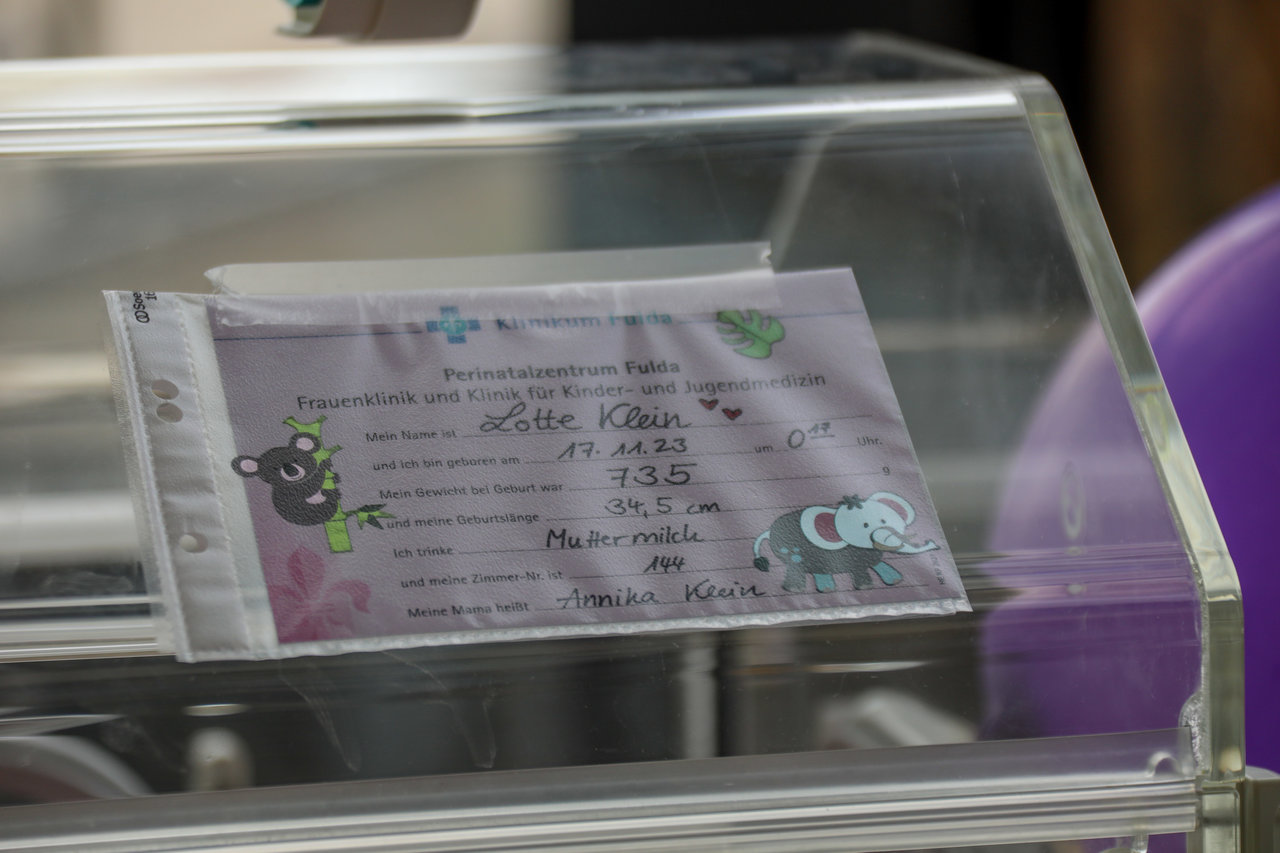 Klinikum Fulda
Perinatalzentrum Fulda
Frauenklinik und Klinik für Kinder- und Jugendmedizin
Mein Name ist Lotte Klein
und ich bin geboren am 17.11.23 um 0 17 Uhr.
Mein Gewicht bei Geburt war 735 g
und meine Geburtslänge 34,5 cm
Ich trinke Muttermilch
und meine Zimmer-Nr. ist 144
Meine Mama heißt Annika Klein